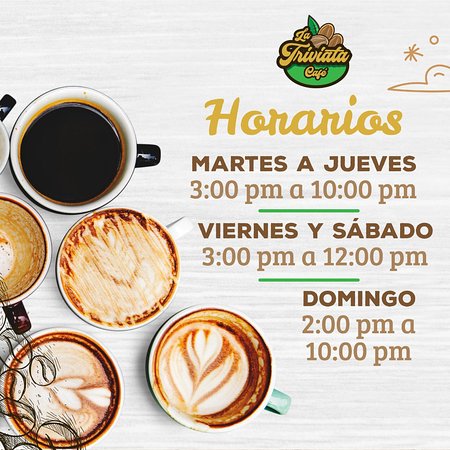 La
Triviata
Café
Horarios
MARTES A JUEVES
3:00 pm a 10:00 pm
VIERNES Y SÁBADO
3:00 pm a 12:00 pm
DOMINGO
2:00 pm a
10:00 pm